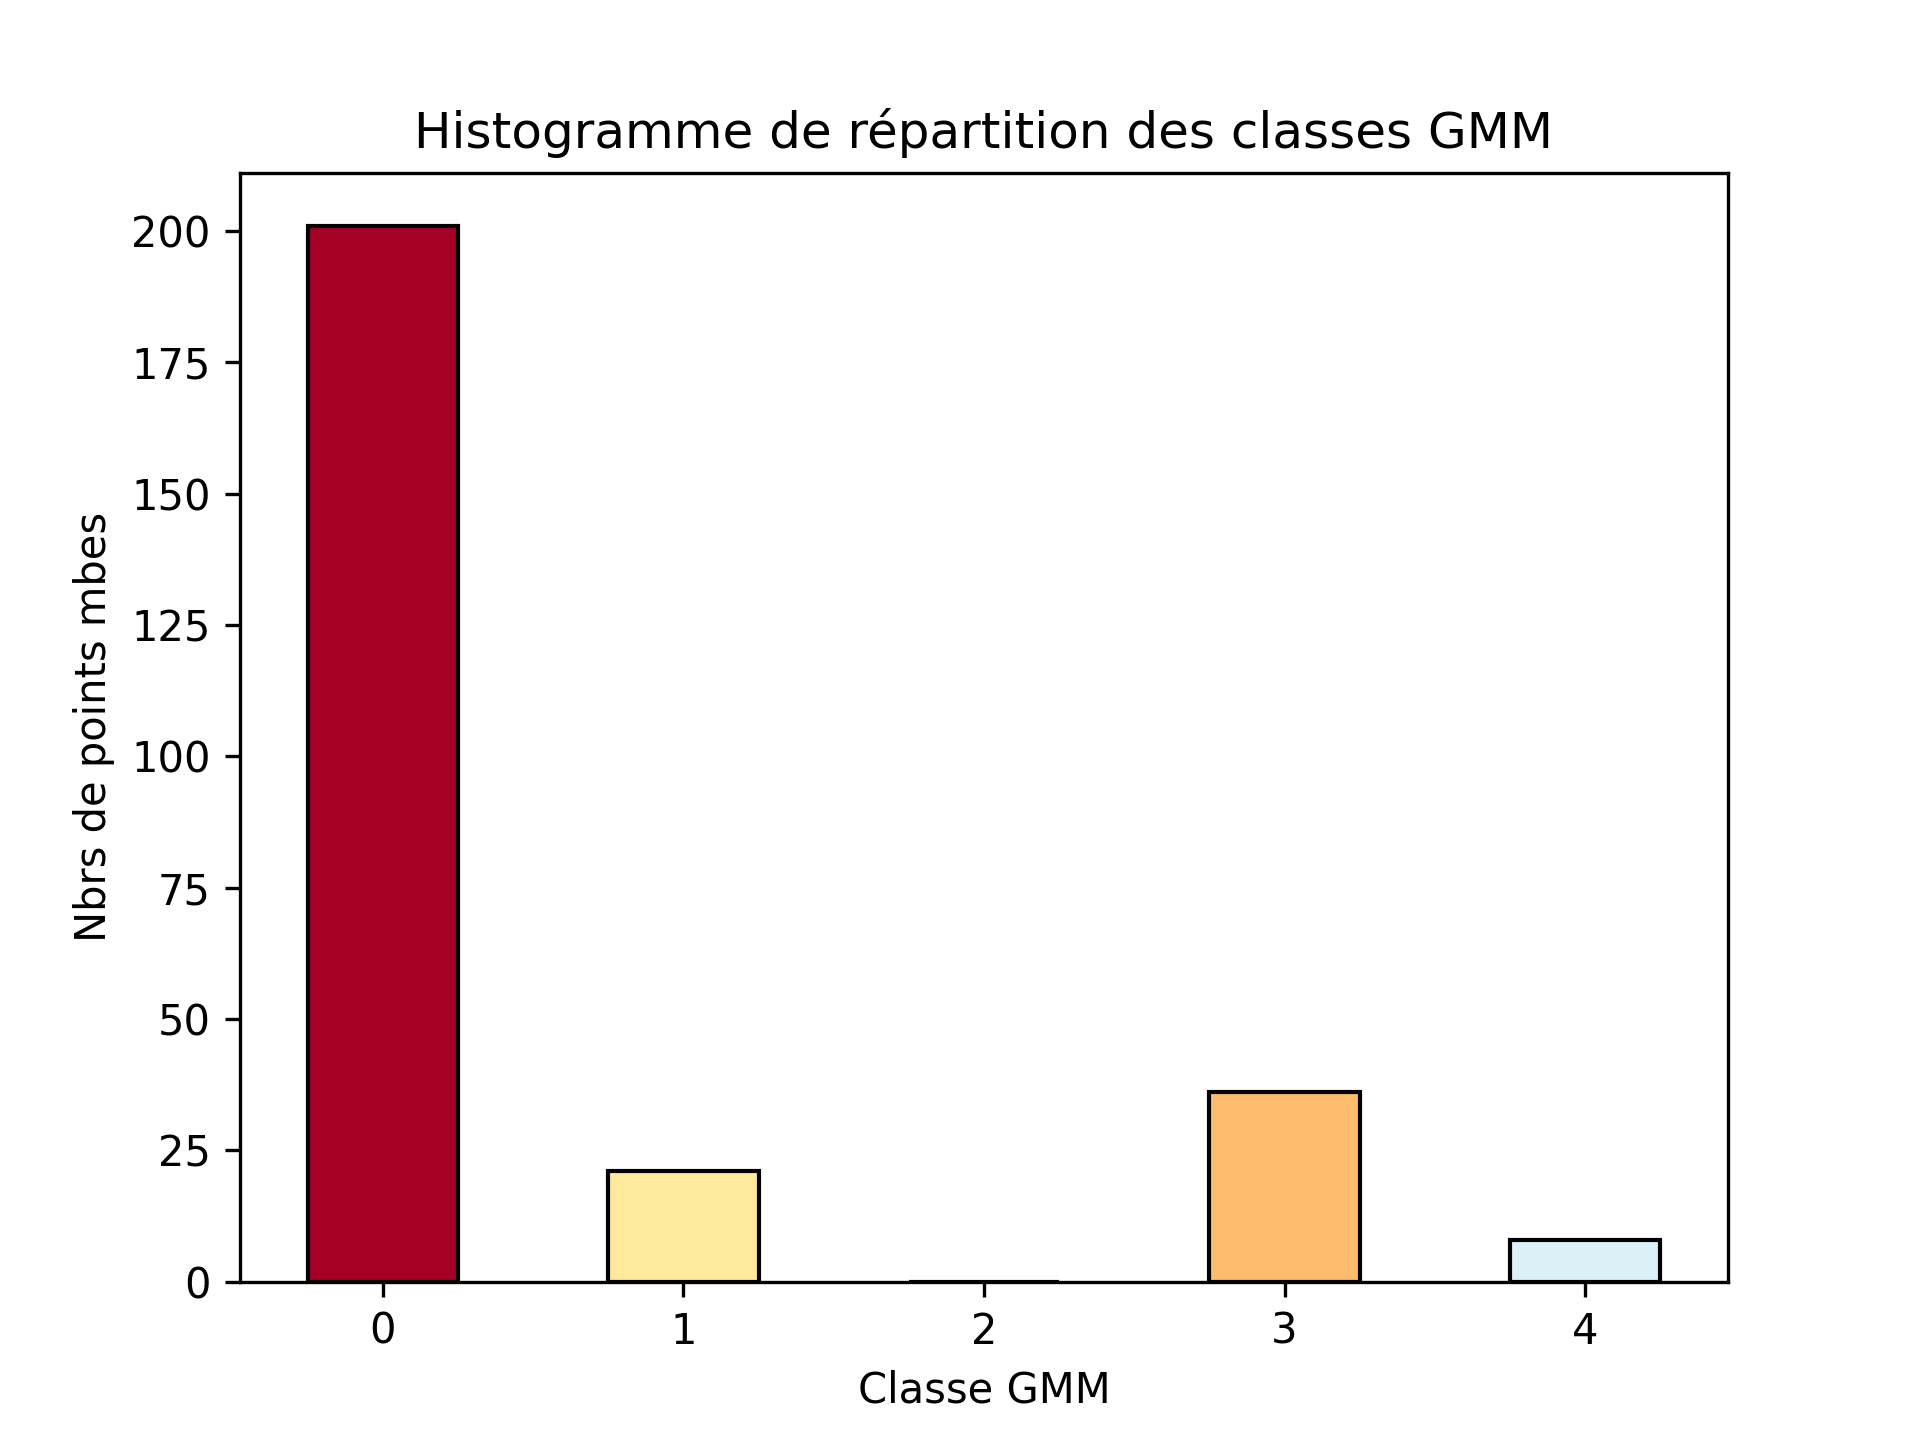 Histogramme de répartition des classes GMM
200
175
150
125
100
75
50
25
0
Nbrs de points mbes
0 1 2 3 4
Classe GMM